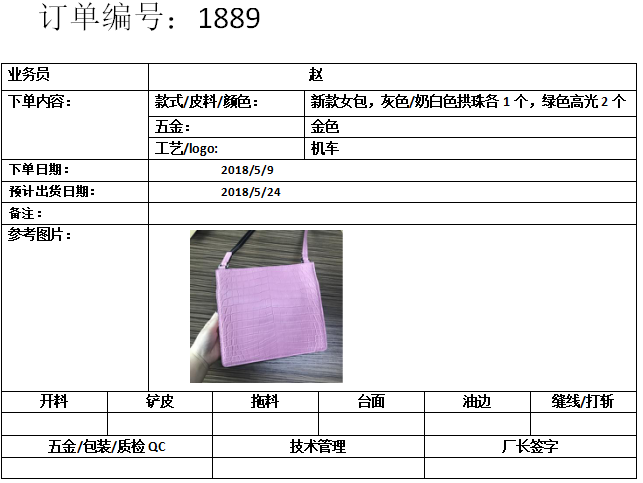 订单编号：1889
业务员 赵
下单内容： 款式/皮料/颜色： 新款女包，灰色/奶白色拱珠各1个，绿色高光2个
五金： 金色
工艺/logo: 机车
下单日期： 2018/5/9
预计出货日期： 2018/5/24
备注：
参考图片：
开料 铲皮 拖料 台面 油边 缝线/打斩
五金/包装/质检 QC 技术管理 厂长签字